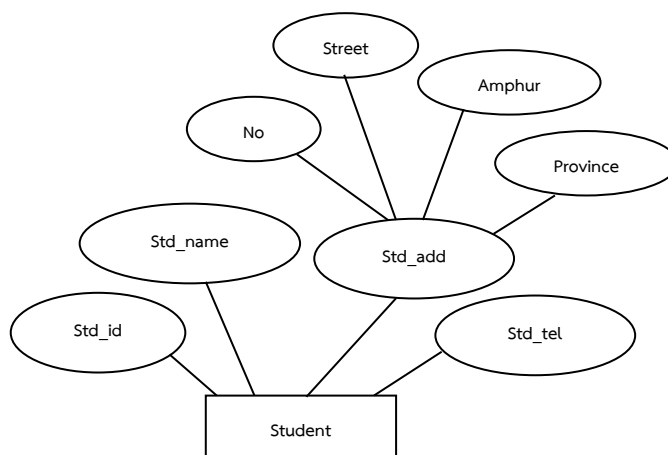 Street
Amphur
No
Province
Std_name
Std_add
Std_id
Std_tel
Student